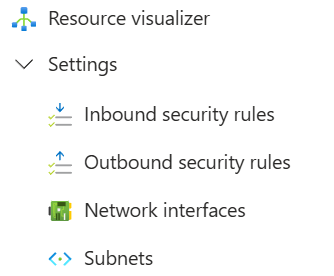 Resource visualizer
Settings
Inbound security rules
Outbound security rules
Network interfaces
Subnets